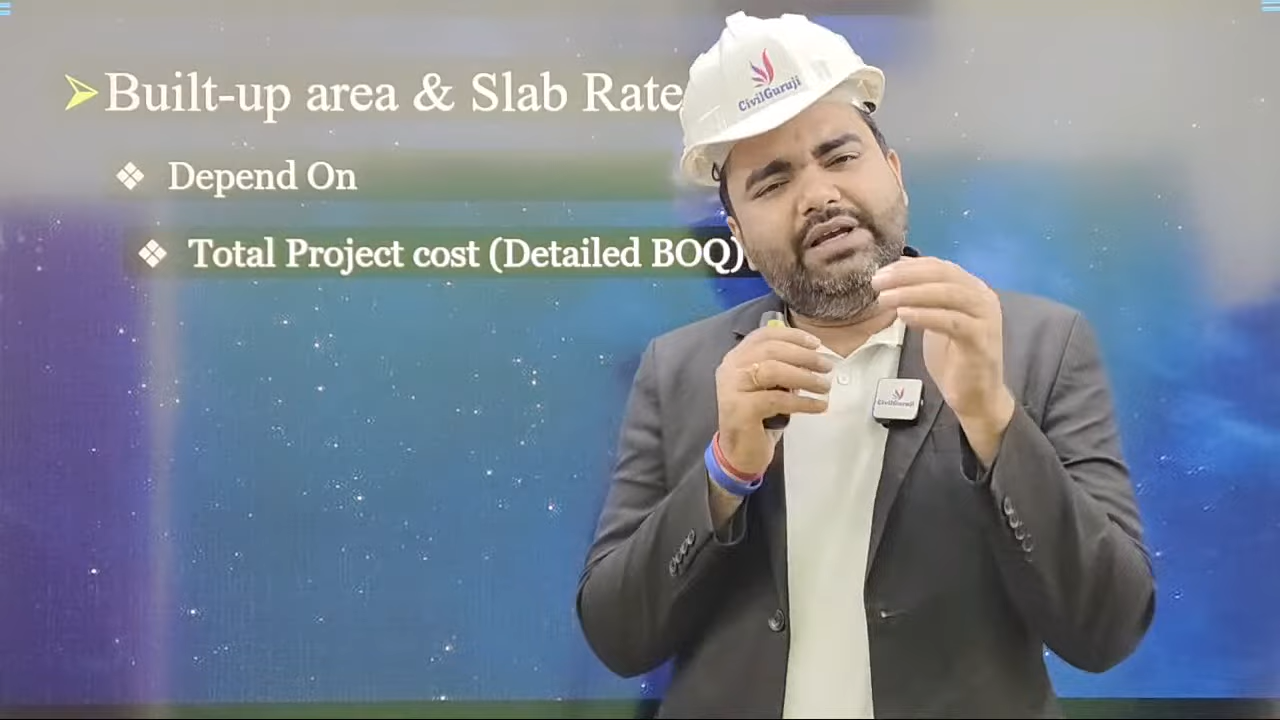 Built-up area & Slab Rate
Depend On
Total Project cost (Detailed BOQ)
CivilGuruji
CivilGuruji